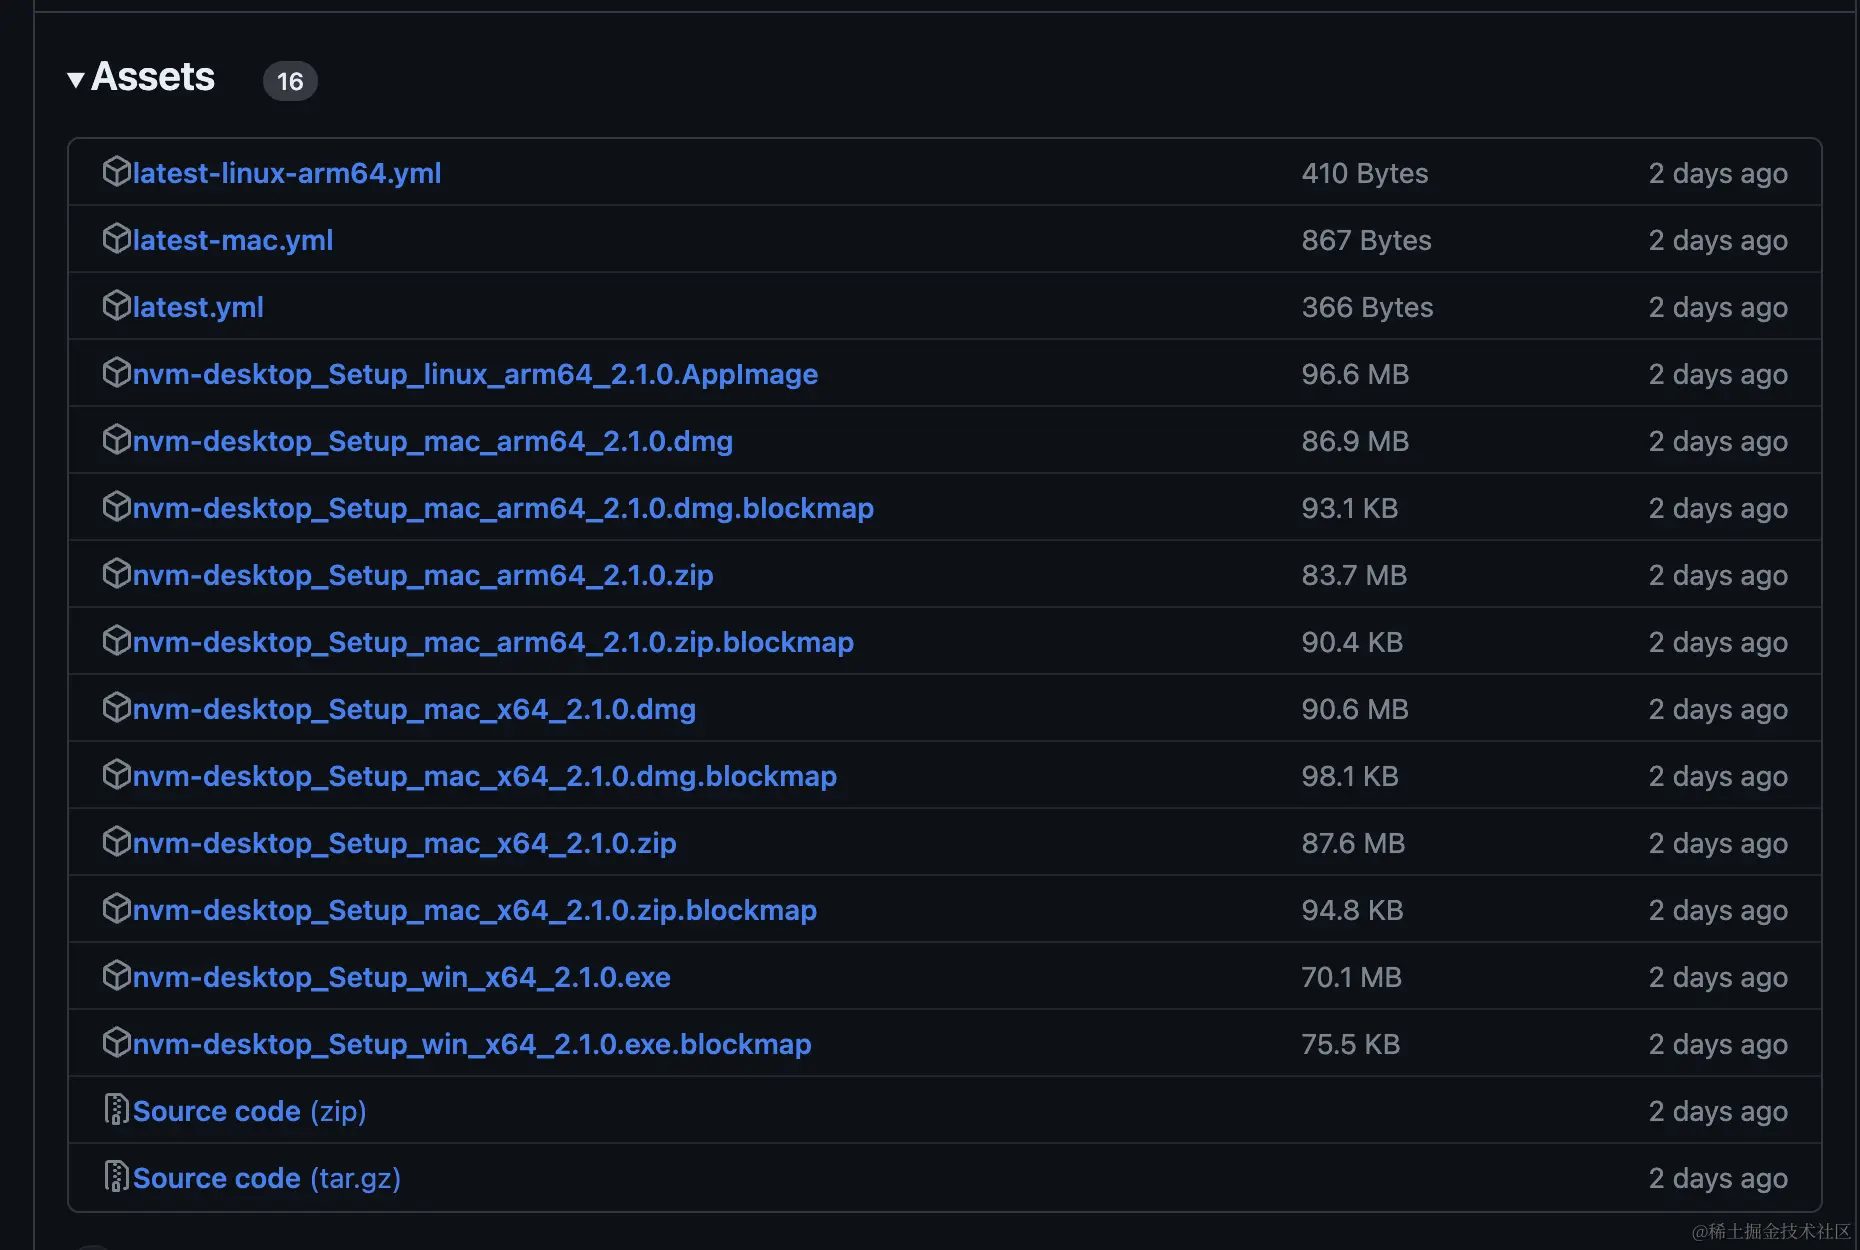 ▾Assets 16
latest-linux-arm64.yml 410 Bytes 2 days ago
latest-mac.yml 867 Bytes 2 days ago
latest.yml 366 Bytes 2 days ago
nvm-desktop_Setup_linux_arm64_2.1.0.AppImage 96.6 MB 2 days ago
nvm-desktop_Setup_mac_arm64_2.1.0.dmg 86.9 MB 2 days ago
nvm-desktop_Setup_mac_arm64_2.1.0.dmg.blockmap 93.1 KB 2 days ago
nvm-desktop_Setup_mac_arm64_2.1.0.zip 83.7 MB 2 days ago
nvm-desktop_Setup_mac_arm64_2.1.0.zip.blockmap 90.4 KB 2 days ago
nvm-desktop_Setup_mac_x64_2.1.0.dmg 90.6 MB 2 days ago
nvm-desktop_Setup_mac_x64_2.1.0.dmg.blockmap 98.1 KB 2 days ago
nvm-desktop_Setup_mac_x64_2.1.0.zip 87.6 MB 2 days ago
nvm-desktop_Setup_mac_x64_2.1.0.zip.blockmap 94.8 KB 2 days ago
nvm-desktop_Setup_win_x64_2.1.0.exe 70.1 MB 2 days ago
nvm-desktop_Setup_win_x64_2.1.0.exe.blockmap 75.5 KB 2 days ago
Source code (zip) 2 days ago
Source code (tar.gz) 2 days ago
@稀土掘金技术社区